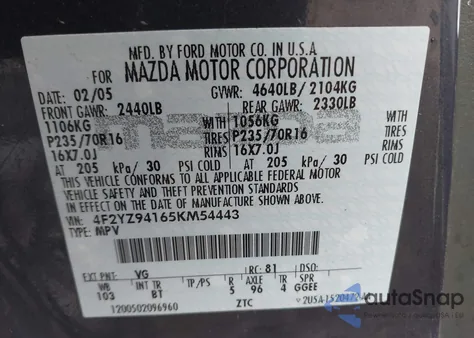 MFD. BY FORD MOTOR CO. IN U.S.A.
FOR MAZDA MOTOR CORPORATION
DATE: 02/05 GVWR: 4640LB/ 2104KG
FRONT GAWR: 2440LB REAR GAWR: 2330LB
1106KG WITH 1056KG WITH
P235/70R16 TIRES P235/70R16 TIRES
16X7.0J RIMS 16X7.0J RIMS
AT 205 kPa/ 30 PSI COLD AT 205 kPa/ 30 PSI COLD
THIS VEHICLE CONFORMS TO ALL APPLICABLE FEDERAL MOTOR
VEHICLE SAFETY AND THEFT PREVENTION STANDARDS IN EFFECT ON
THE DATE OF MANUFACTURE SHOWN ABOVE.
VIN: 4F2YZ94165KM54443
TYPE: MPV
EXT PNT: VG RC: 81 DSO:
WB INT TR TP/PS R AXLE TR SPR
103 BT 5 96 4 GGEE
1200502096960 ZTC
autoSnap